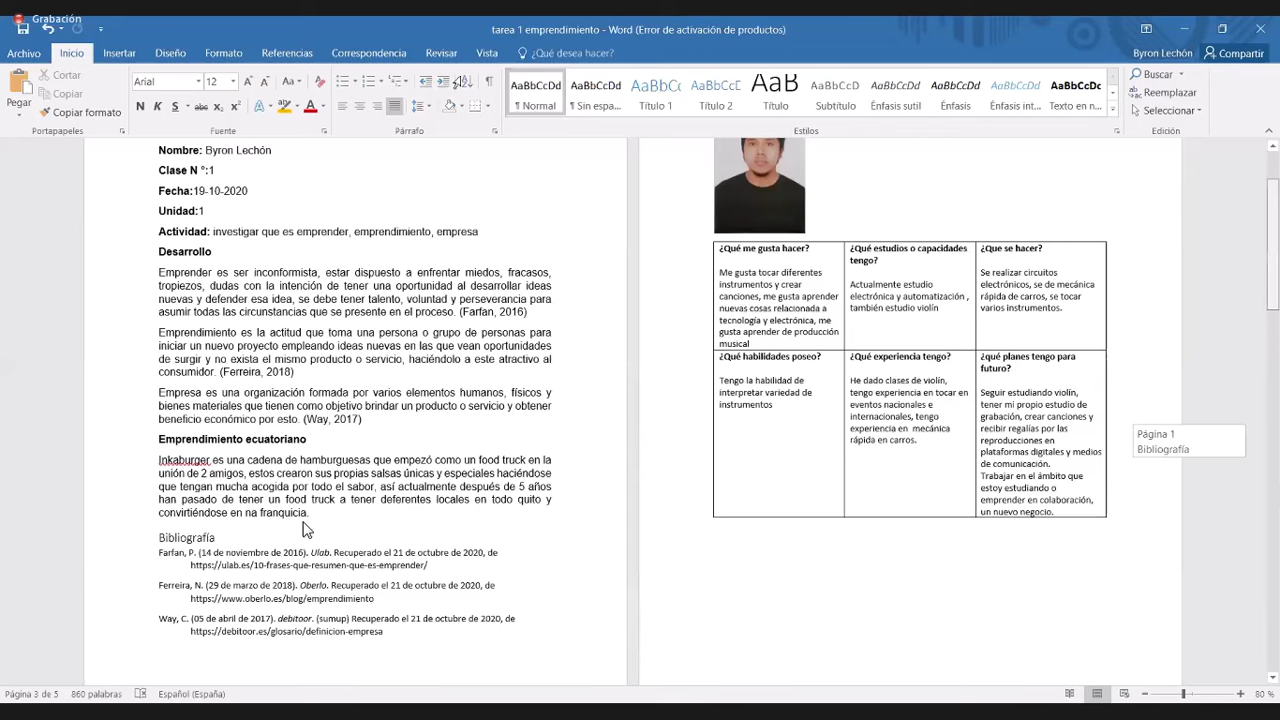 Grabación
tarea 1 emprendimiento - Word (Error de activación de productos)
Archivo Inicio Insertar Diseño Formato Referencias Correspondencia Revisar Vista ¿Qué desea hacer? Byron Lechón Compartir
Pegar
Cortar
Copiar
Copiar formato
Portapapeles
Arial 12
N K S abc x₂ x²
Fuente
Párrafo
AaBbCcDd AaBbCcDd AaBbCc AaBbCcD AaB AaBbCcD AaBbCcDd AaBbCcDd AaBbCcDd AaBbCcDd
¶ Normal ¶ Sin espa... Título 1 Título 2 Título Subtítulo Énfasis sutil Énfasis Énfasis int... Texto en n...
Estilos
Buscar
Reemplazar
Seleccionar
Edición
Nombre: Byron Lechón
Clase N °:1
Fecha:19-10-2020
Unidad:1
Actividad: investigar que es emprender, emprendimiento, empresa
Desarrollo
Emprender es ser inconformista, estar dispuesto a enfrentar miedos, fracasos,
tropiezos, dudas con la intención de tener una oportunidad al desarrollar ideas
nuevas y defender esa idea, se debe tener talento, voluntad y perseverancia para
asumir todas las circunstancias que se presente en el proceso. (Farfan, 2016)
Emprendimiento es la actitud que toma una persona o grupo de personas para
iniciar un nuevo proyecto empleando ideas nuevas en las que vean oportunidades
de surgir y no exista el mismo producto o servicio, haciéndolo a este atractivo al
consumidor. (Ferreira, 2018)
Empresa es una organización formada por varios elementos humanos, físicos y
bienes materiales que tienen como objetivo brindar un producto o servicio y obtener
beneficio económico por esto. (Way, 2017)
Emprendimiento ecuatoriano
Inkaburger es una cadena de hamburguesas que empezó como un food truck en la
unión de 2 amigos, estos crearon sus propias salsas únicas y especiales haciéndose
que tengan mucha acogida por todo el sabor, así actualmente después de 5 años
han pasado de tener un food truck a tener deferentes locales en todo quito y
convirtiéndose en na franquicia.
Bibliografía
Farfan, P. (14 de noviembre de 2016). Ulab. Recuperado el 21 de octubre de 2020, de
https://ulab.es/10-frases-que-resumen-que-es-emprender/
Ferreira, N. (29 de marzo de 2018). Oberlo. Recuperado el 21 de octubre de 2020, de
https://www.oberlo.es/blog/emprendimiento
Way, C. (05 de abril de 2017). debitoor. (sumup) Recuperado el 21 de octubre de 2020, de
https://debitoor.es/glosario/definicion-empresa
¿Qué me gusta hacer?
Me gusta tocar diferentes
instrumentos y crear
canciones, me gusta aprender
nuevas cosas relacionada a
tecnología y electrónica, me
gusta aprender de producción
musical
¿Qué estudios o capacidades
tengo?
Actualmente estudio
electrónica y automatización ,
también estudio violín
¿Que se hacer?
Se realizar circuitos
electrónicos, se de mecánica
rápida de carros, se tocar
varios instrumentos.
¿Qué habilidades poseo?
Tengo la habilidad de
interpretar variedad de
instrumentos
¿Qué experiencia tengo?
He dado clases de violín,
tengo experiencia en tocar en
eventos nacionales e
internacionales, tengo
experiencia en mecánica
rápida en carros.
¿qué planes tengo para
futuro?
Seguir estudiando violín,
tener mi propio estudio de
grabación, crear canciones y
recibir regalías por las
reproducciones en
plataformas digitales y medios
de comunicación.
Trabajar en el ámbito que
estoy estudiando o
emprender en colaboración,
un nuevo negocio.
Página 1
Bibliografía
Página 3 de 5 860 palabras Español (España) 80 %